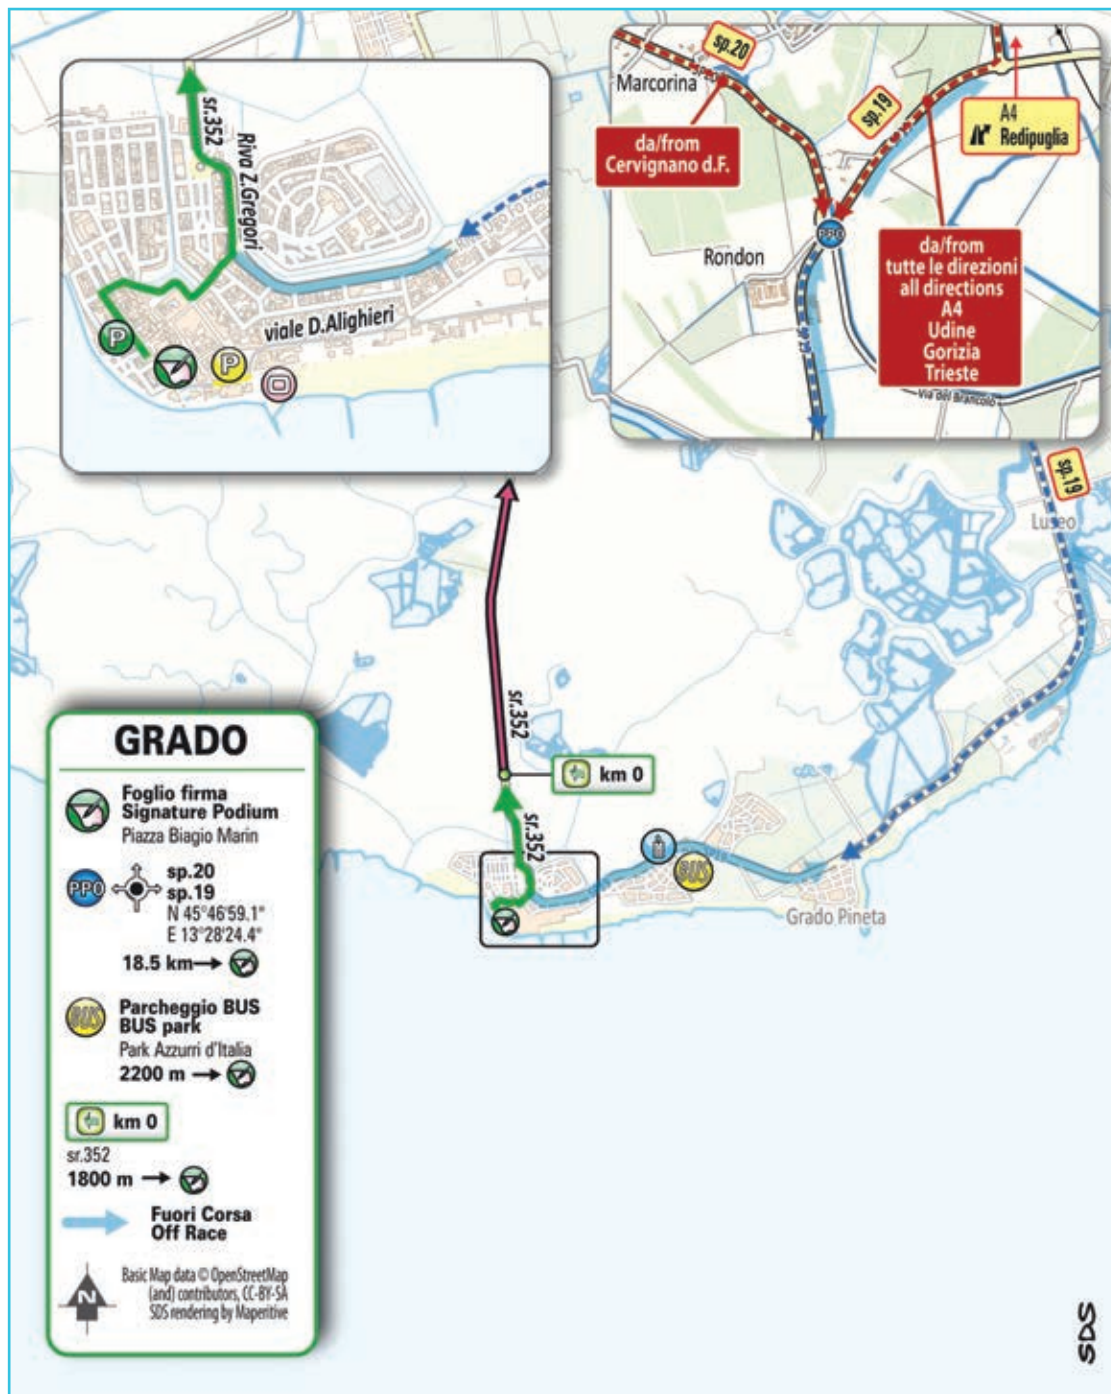 sr.352
Riva Z.Gregori
viale D.Alighieri
P
P
sp.20
Marcorina
sp.19
A4
Redipuglia
da/from
Cervignano d.F.
PPO
Rondon
da/from
tutte le direzioni
all directions
A4
Udine
Gorizia
Trieste
Via del Brancolo
sp.19
sp.19
Luseo
sr.352
km 0
sr.352
BUS
Grado Pineta
GRADO
Foglio firma
Signature Podium
Piazza Biagio Marin
PPO
sp.20
sp.19
N 45°46'59.1"
E 13°28'24.4"
18.5 km
BUS
Parcheggio BUS
BUS park
Park Azzurri d'Italia
2200 m
km 0
sr.352
1800 m
Fuori Corsa
Off Race
N
Basic Map data © OpenStreetMap
(and) contributors, CC-BY-SA
SDS rendering by Maperitive
SDS